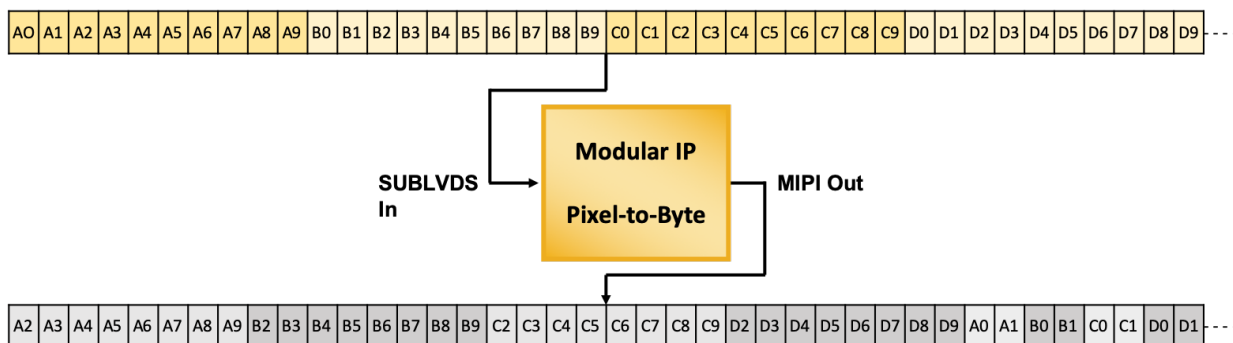 AO A1 A2 A3 A4 A5 A6 A7 A8 A9 B0 B1 B2 B3 B4 B5 B6 B7 B8 B9 C0 C1 C2 C3 C4 C5 C6 C7 C8 C9 D0 D1 D2 D3 D4 D5 D6 D7 D8 D9 ---
Modular IP
Pixel-to-Byte
SUBLVDS
In
MIPI Out
A2 A3 A4 A5 A6 A7 A8 A9 B2 B3 B4 B5 B6 B7 B8 B9 C2 C3 C4 C5 C6 C7 C8 C9 D2 D3 D4 D5 D6 D7 D8 D9 A0 A1 B0 B1 C0 C1 D0 D1 ---